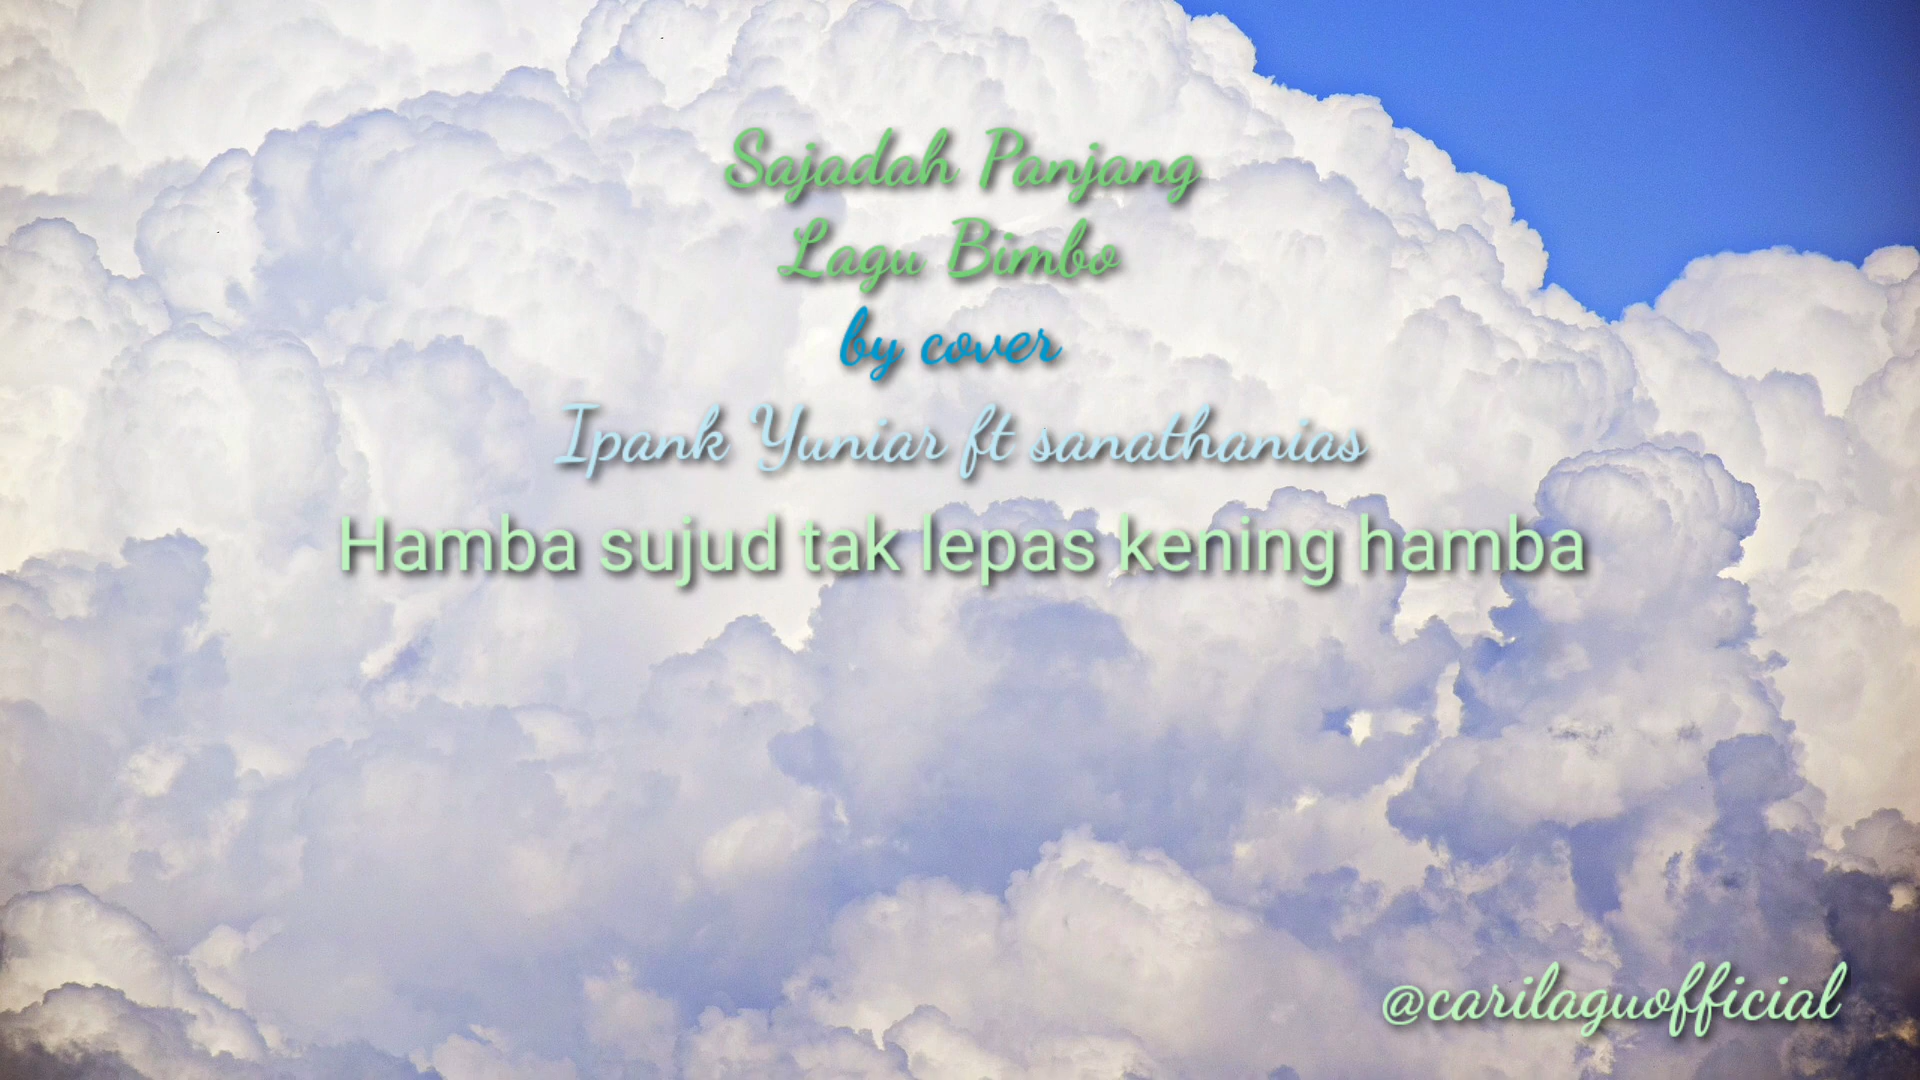 Sajadah Panjang
Lagu Bimbo
by cover
Ipank Yuniar ft sanathanias
Hamba sujud tak lepas kening hamba
@carilaguofficial